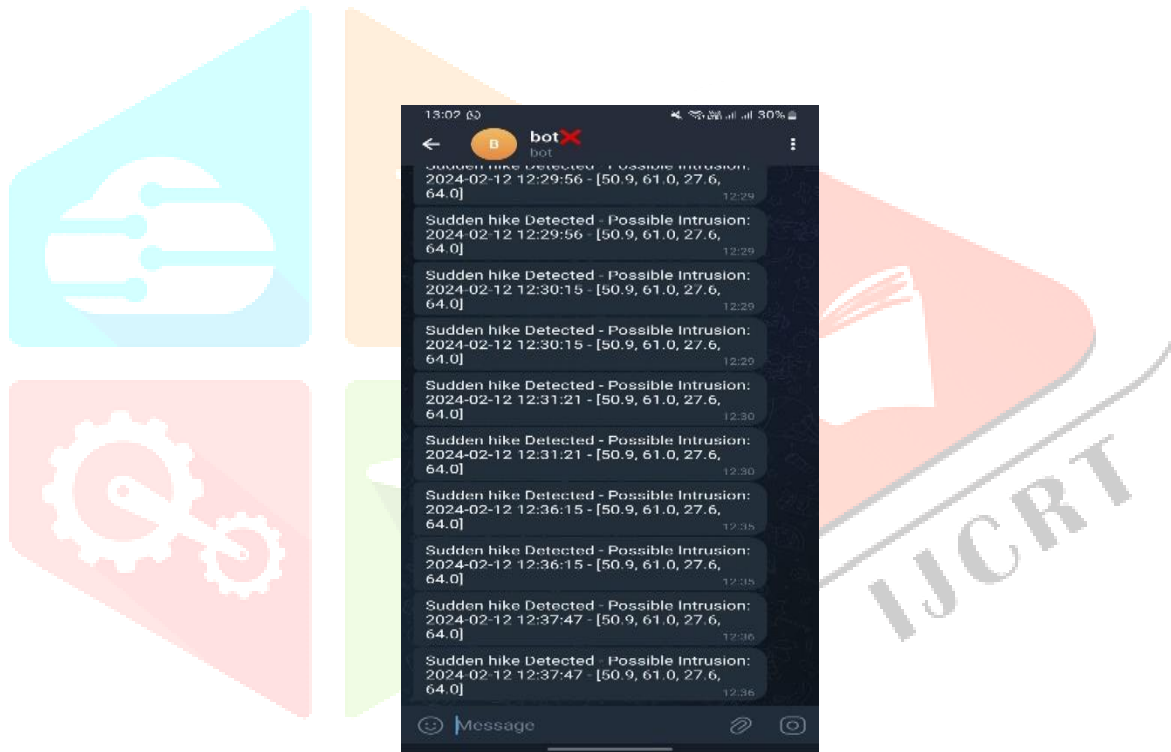 13:02 30%
B bot❌
bot
Sudden hike Detected - Possible Intrusion:
2024-02-12 12:29:56 - [50.9, 61.0, 27.6,
64.0] 12:29
Sudden hike Detected - Possible Intrusion:
2024-02-12 12:29:56 - [50.9, 61.0, 27.6,
64.0] 12:29
Sudden hike Detected - Possible Intrusion:
2024-02-12 12:30:15 - [50.9, 61.0, 27.6,
64.0] 12:29
Sudden hike Detected - Possible Intrusion:
2024-02-12 12:30:15 - [50.9, 61.0, 27.6,
64.0] 12:29
Sudden hike Detected - Possible Intrusion:
2024-02-12 12:31:21 - [50.9, 61.0, 27.6,
64.0] 12:30
Sudden hike Detected - Possible Intrusion:
2024-02-12 12:31:21 - [50.9, 61.0, 27.6,
64.0] 12:30
Sudden hike Detected - Possible Intrusion:
2024-02-12 12:36:15 - [50.9, 61.0, 27.6,
64.0] 12:35
Sudden hike Detected - Possible Intrusion:
2024-02-12 12:36:15 - [50.9, 61.0, 27.6,
64.0] 12:35
Sudden hike Detected - Possible Intrusion:
2024-02-12 12:37:47 - [50.9, 61.0, 27.6,
64.0] 12:36
Sudden hike Detected - Possible Intrusion:
2024-02-12 12:37:47 - [50.9, 61.0, 27.6,
64.0] 12:36
Message
IJCRT